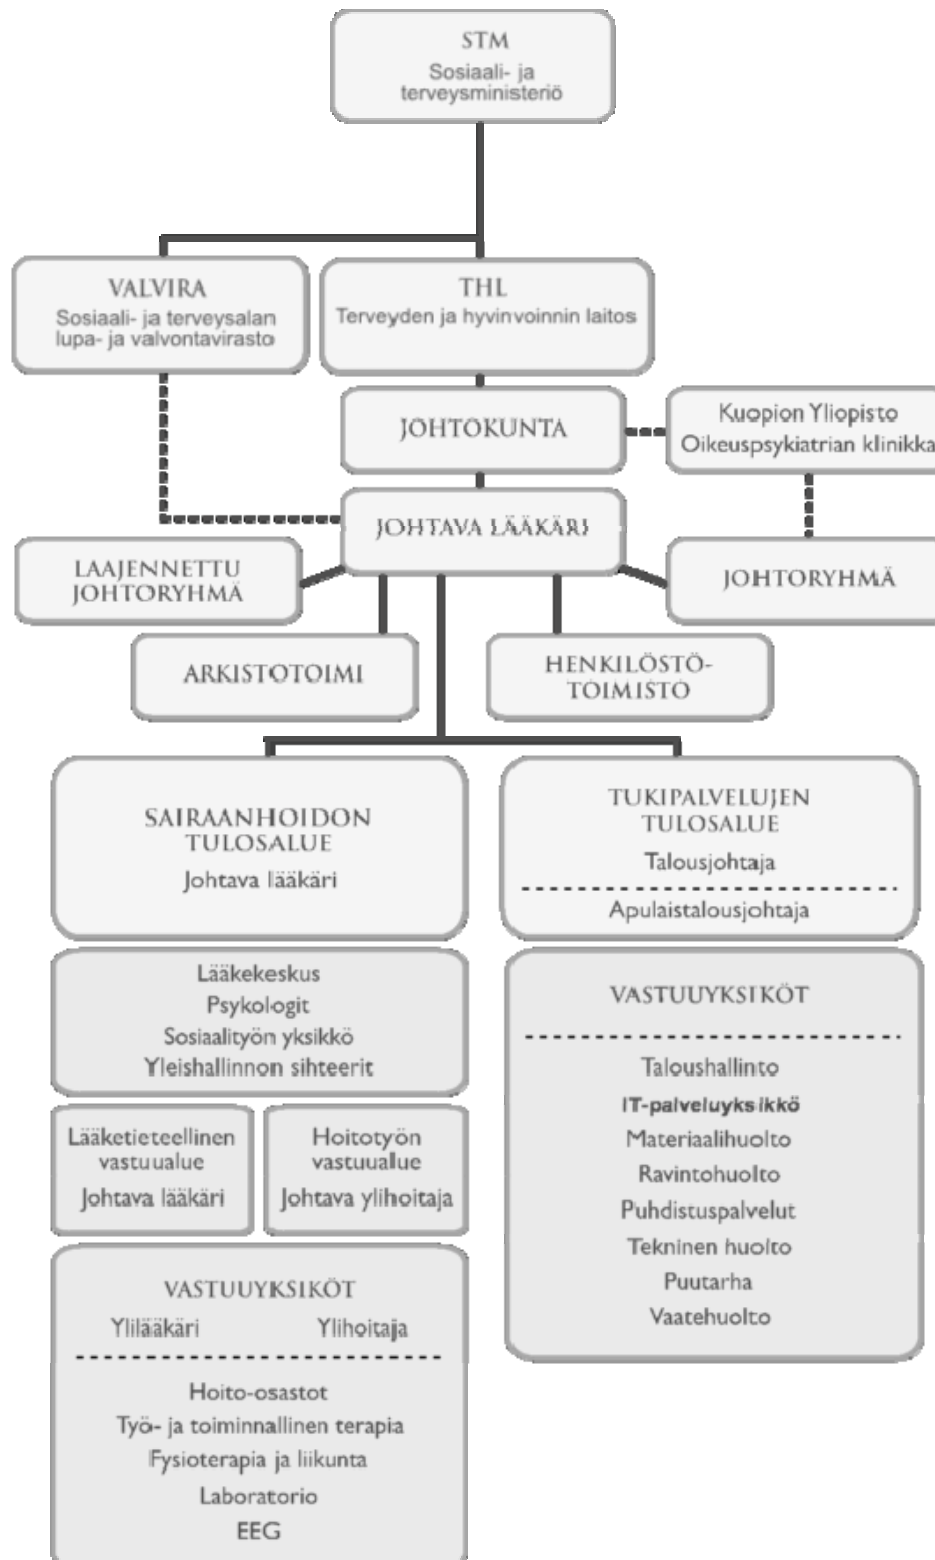 STM
Sosiaali- ja
terveysministeriö
VALVIRA
Sosiaali- ja terveysalan
lupa- ja valvontavirasto
THL
Terveyden ja hyvinvoinnin laitos
JOHTOKUNTA
Kuopion Yliopisto
Oikeuspsykiatrian klinikka
JOHTAVA LÄÄKÄRI
LAAJENNETTU
JOHTORYHMÄ
JOHTORYHMÄ
ARKISTOTOIMI
HENKILÖSTÖ-
TOIMISTO
SAIRAANHOIDON
TULOSALUE
Johtava lääkäri
TUKIPALVELUJEN
TULOSALUE
Talousjohtaja
Apulaistalousjohtaja
Lääkekeskus
Psykologit
Sosiaalityön yksikkö
Yleishallinnon sihteerit
Lääketieteellinen
vastuualue
Johtava lääkäri
Hoitotyön
vastuualue
Johtava ylihoitaja
VASTUUYKSIKÖT
Ylilääkäri Ylihoitaja
Hoito-osastot
Työ- ja toiminnallinen terapia
Fysioterapia ja liikunta
Laboratorio
EEG
VASTUUYKSIKÖT
Taloushallinto
IT-palveluyksikkö
Materiaalihuolto
Ravintohuolto
Puhdistuspalvelut
Tekninen huolto
Puutarha
Vaatehuolto